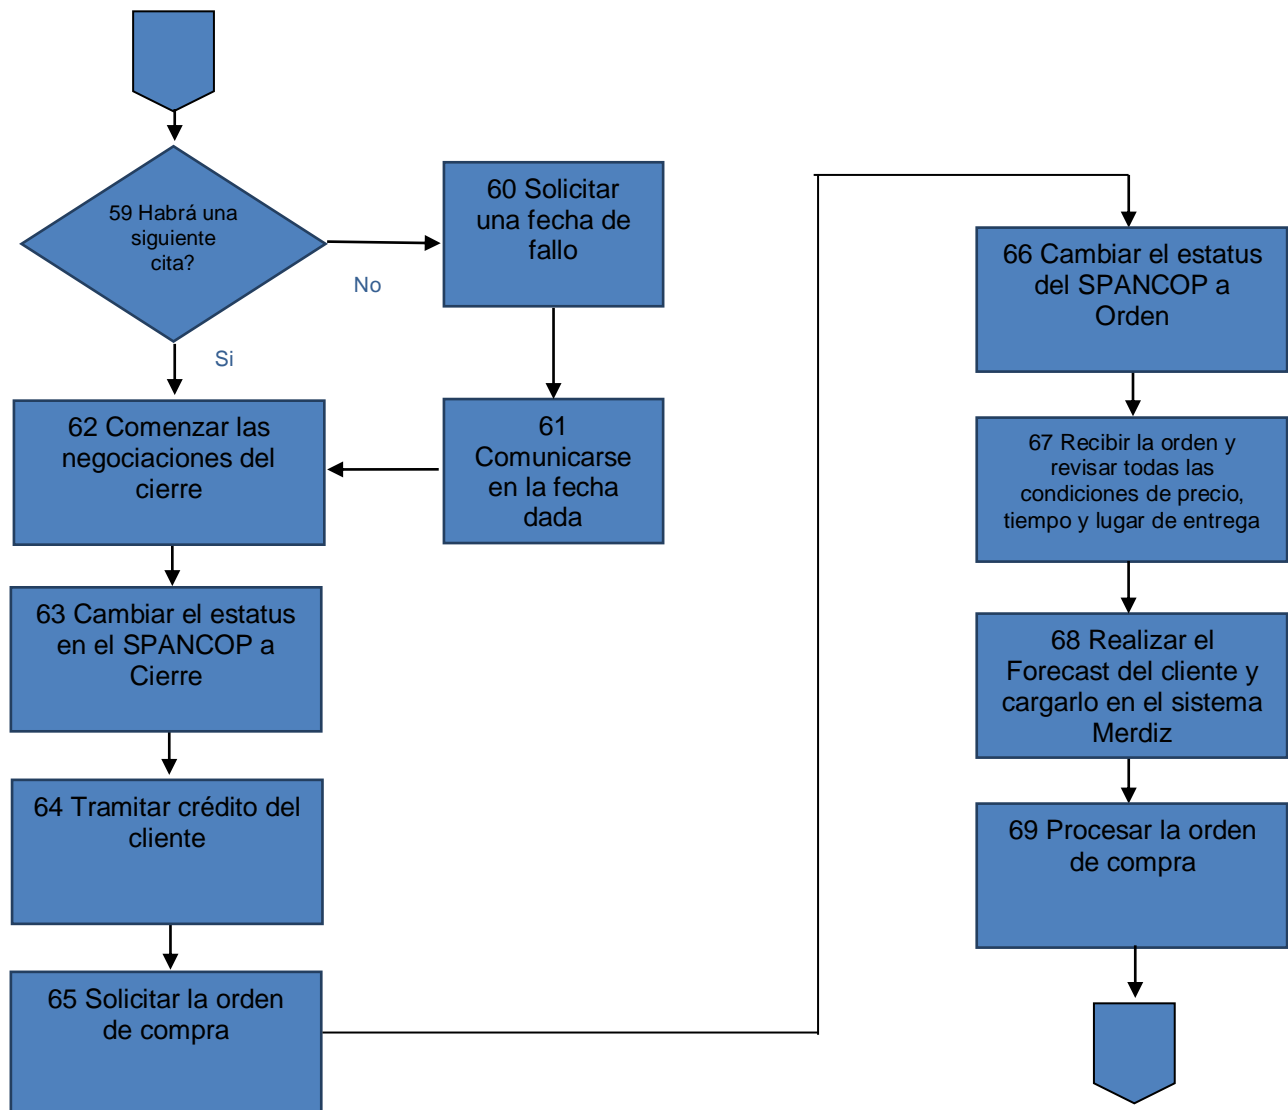 59 Habrá una
siguiente
cita?
No
Si
60 Solicitar
una fecha de
fallo
61
Comunicarse
en la fecha
dada
62 Comenzar las
negociaciones del
cierre
63 Cambiar el estatus
en el SPANCOP a
Cierre
64 Tramitar crédito del
cliente
65 Solicitar la orden
de compra
66 Cambiar el estatus
del SPANCOP a
Orden
67 Recibir la orden y
revisar todas las
condiciones de precio,
tiempo y lugar de entrega
68 Realizar el
Forecast del cliente y
cargarlo en el sistema
Merdiz
69 Procesar la orden
de compra